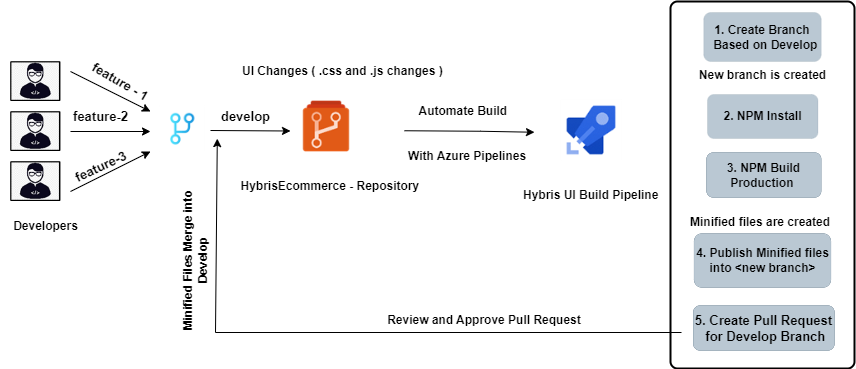 feature - 1
feature-2
feature-3
Developers
UI Changes ( .css and .js changes )
develop
HybrisEcommerce - Repository
Automate Build
With Azure Pipelines
Hybris UI Build Pipeline
1. Create Branch
Based on Develop
New branch is created
2. NPM Install
3. NPM Build
Production
Minified files are created
4. Publish Minified files
into <new branch>
5. Create Pull Request
for Develop Branch
Review and Approve Pull Request
Minified Files Merge into
Develop